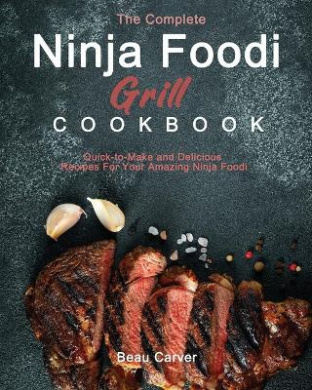 The Complete
Ninja Foodi
Grill
COOKBOOK
Quick-to-Make and Delicious
Recipes For Your Amazing Ninja Foodi
Beau Carver